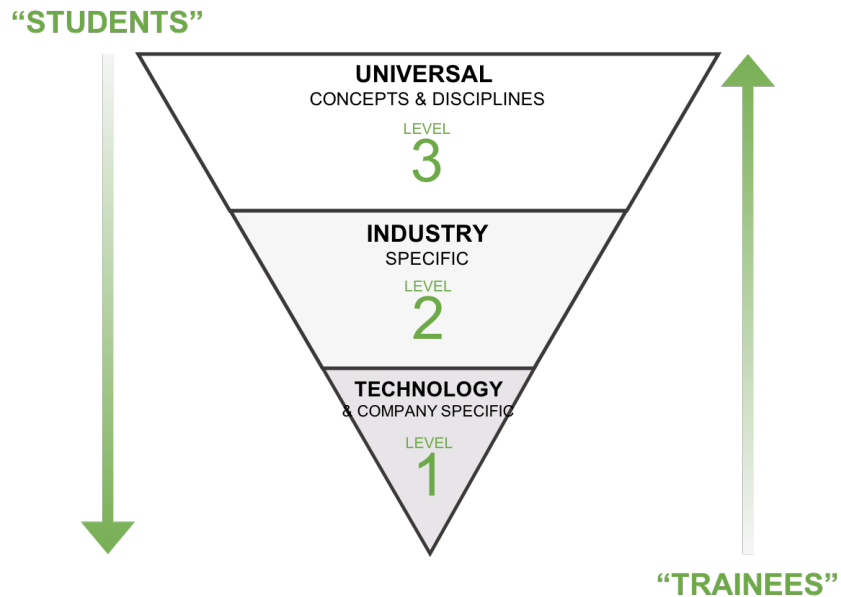 “STUDENTS”
UNIVERSAL
CONCEPTS & DISCIPLINES
LEVEL
3
INDUSTRY
SPECIFIC
LEVEL
2
TECHNOLOGY
& COMPANY SPECIFIC
LEVEL
1
“TRAINEES”